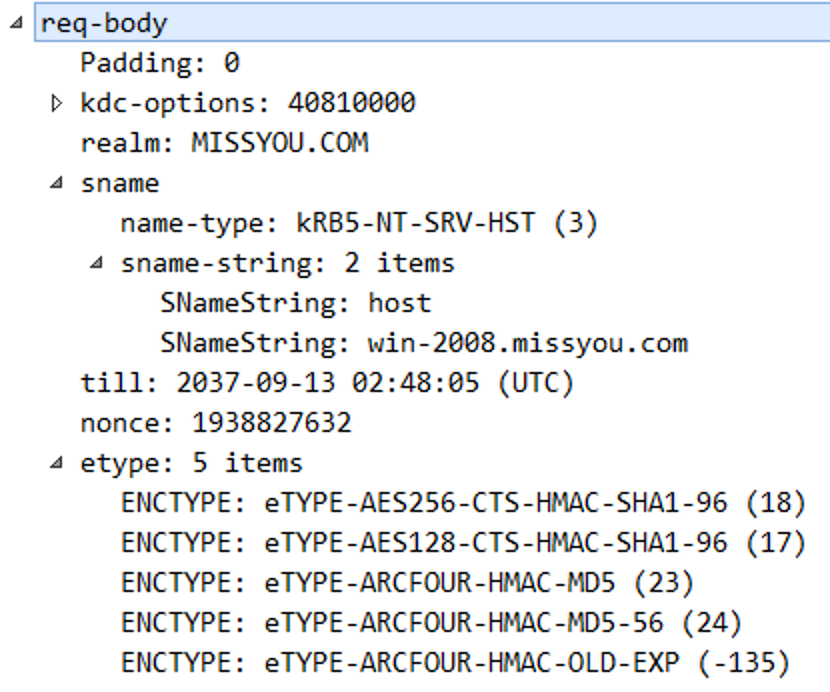 req-body
Padding: 0
kdc-options: 40810000
realm: MISSYOU.COM
sname
name-type: kRB5-NT-SRV-HST (3)
sname-string: 2 items
SNameString: host
SNameString: win-2008.missyou.com
till: 2037-09-13 02:48:05 (UTC)
nonce: 1938827632
etype: 5 items
ENCTYPE: eTYPE-AES256-CTS-HMAC-SHA1-96 (18)
ENCTYPE: eTYPE-AES128-CTS-HMAC-SHA1-96 (17)
ENCTYPE: eTYPE-ARCFOUR-HMAC-MD5 (23)
ENCTYPE: eTYPE-ARCFOUR-HMAC-MD5-56 (24)
ENCTYPE: eTYPE-ARCFOUR-HMAC-OLD-EXP (-135)